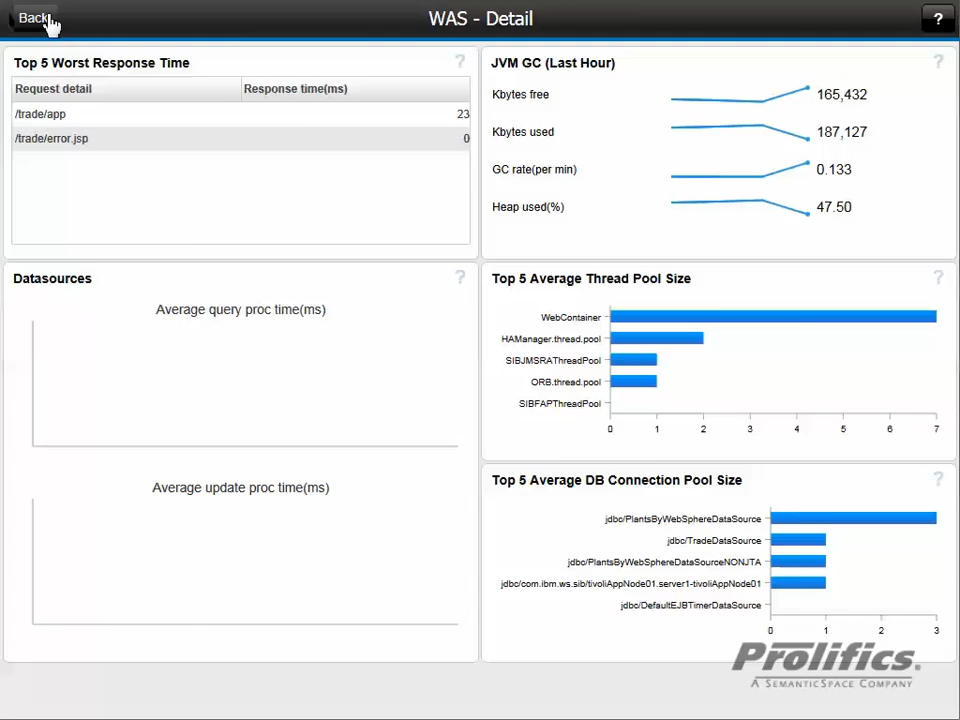 Back
WAS - Detail
?
Top 5 Worst Response Time
?
Request detail
Response time(ms)
/trade/app
23
/trade/error.jsp
0
JVM GC (Last Hour)
?
Kbytes free
165,432
Kbytes used
187,127
GC rate(per min)
0.133
Heap used(%)
47.50
Datasources
?
Average query proc time(ms)
Average update proc time(ms)
Top 5 Average Thread Pool Size
?
WebContainer
HAManager.thread.pool
SIBJMSRAThreadPool
ORB.thread.pool
SIBFAPThreadPool
0 1 2 3 4 5 6 7
Top 5 Average DB Connection Pool Size
?
jdbc/PlantsByWebSphereDataSource
jdbc/TradeDataSource
jdbc/PlantsByWebSphereDataSourceNONJTA
jdbc/com.ibm.ws.sib/tivoliAppNode01.server1-tivoliAppNode01
jdbc/DefaultEJBTimerDataSource
0 1 2 3
Prolifics.
A SemanticSpace Company